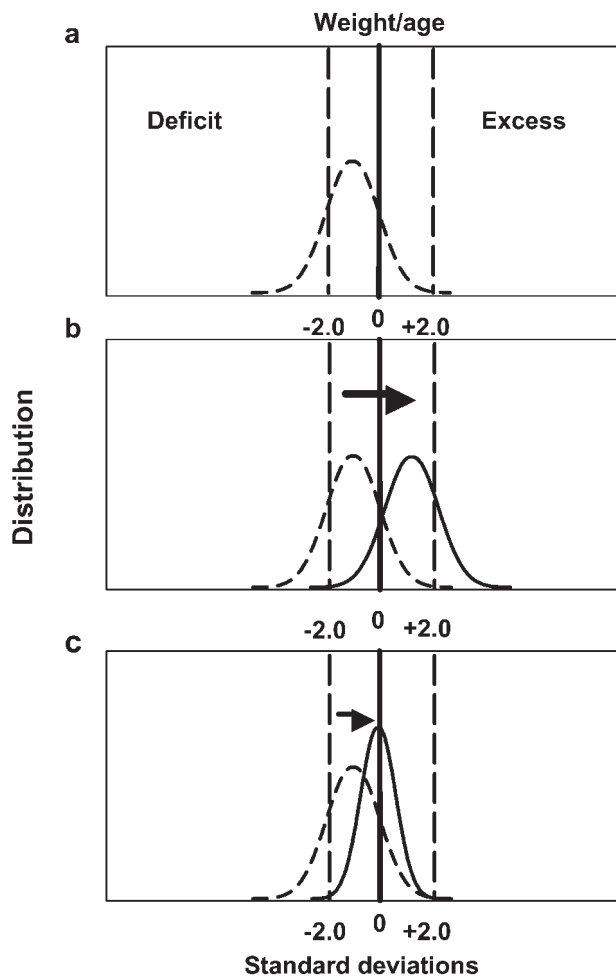 a
Weight/age
Deficit
Excess
-2.0
0
+2.0
b
Distribution
-2.0
0
+2.0
c
-2.0
0
+2.0
Standard deviations